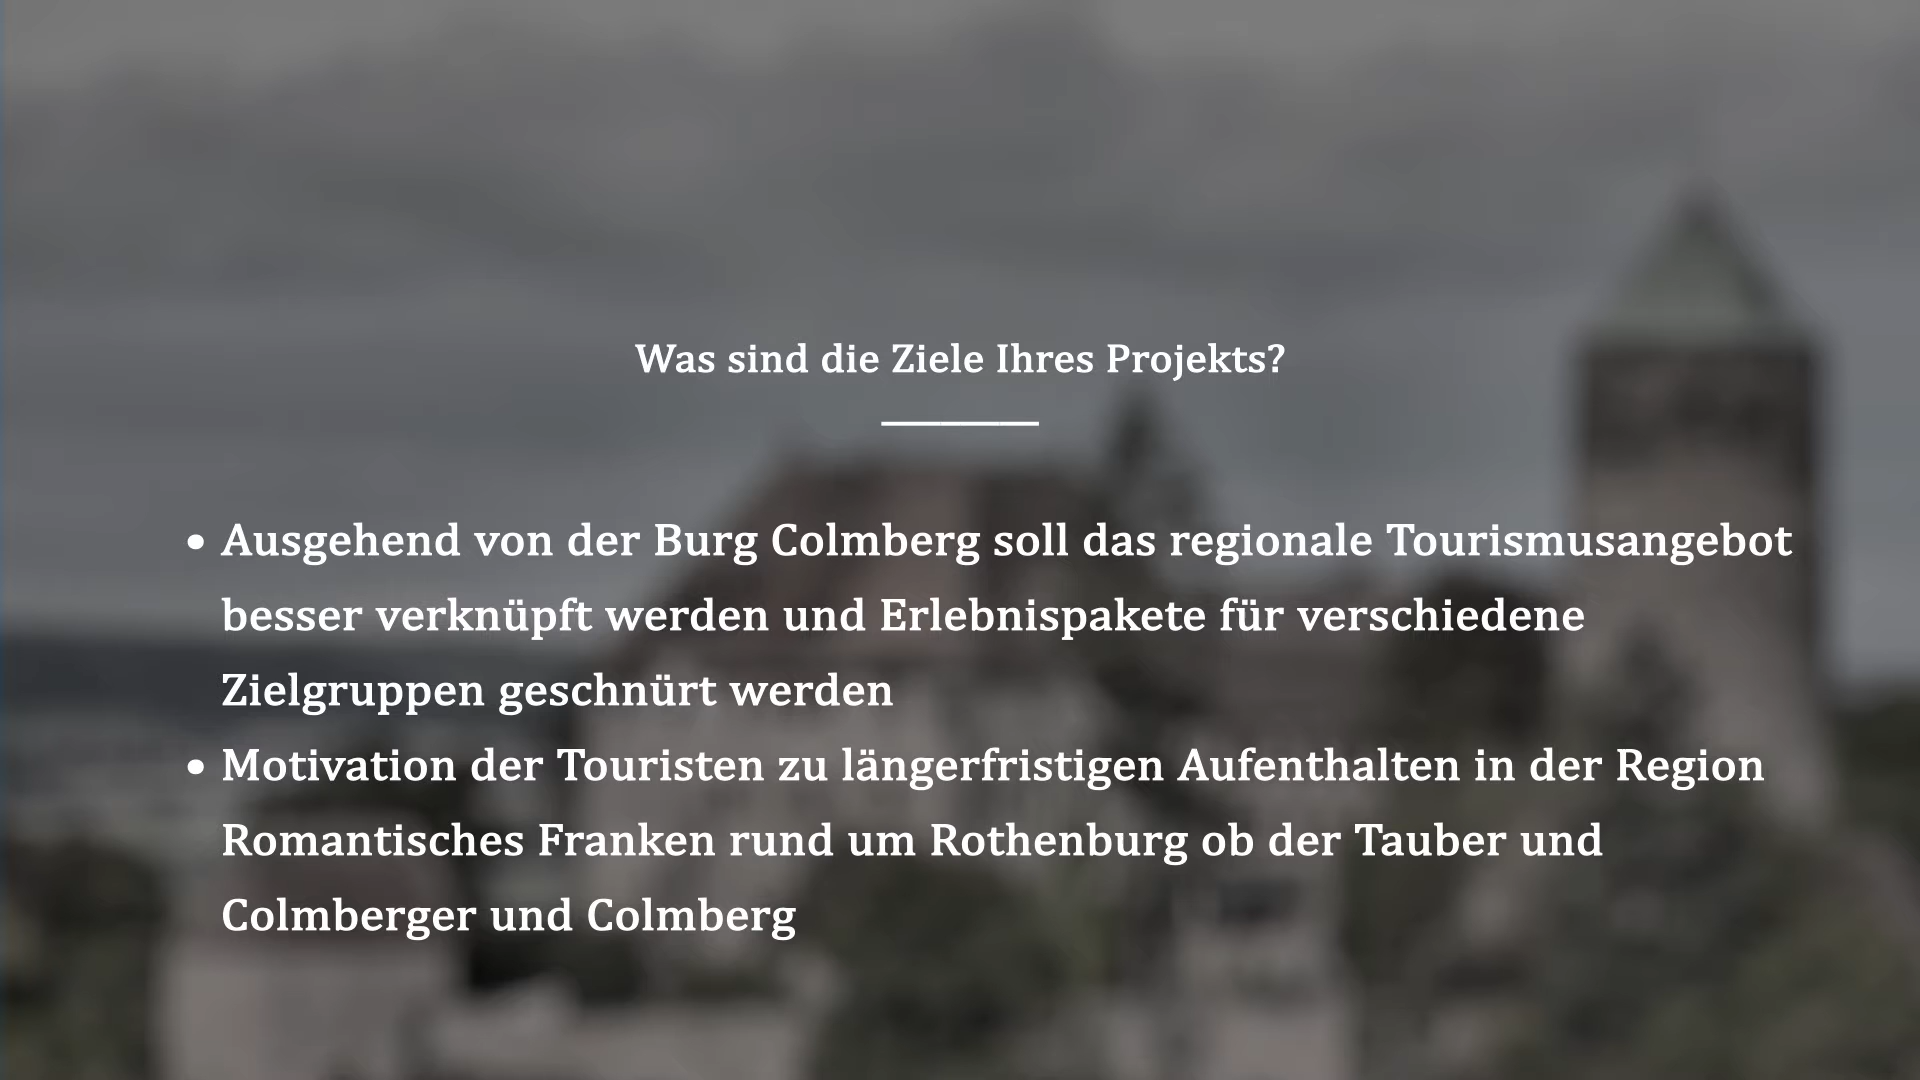 Was sind die Ziele Ihres Projekts?
• Ausgehend von der Burg Colmberg soll das regionale Tourismusangebot
besser verknüpft werden und Erlebnispakete für verschiedene
Zielgruppen geschnürt werden
• Motivation der Touristen zu längerfristigen Aufenthalten in der Region
Romantisches Franken rund um Rothenburg ob der Tauber und
Colmberger und Colmberg